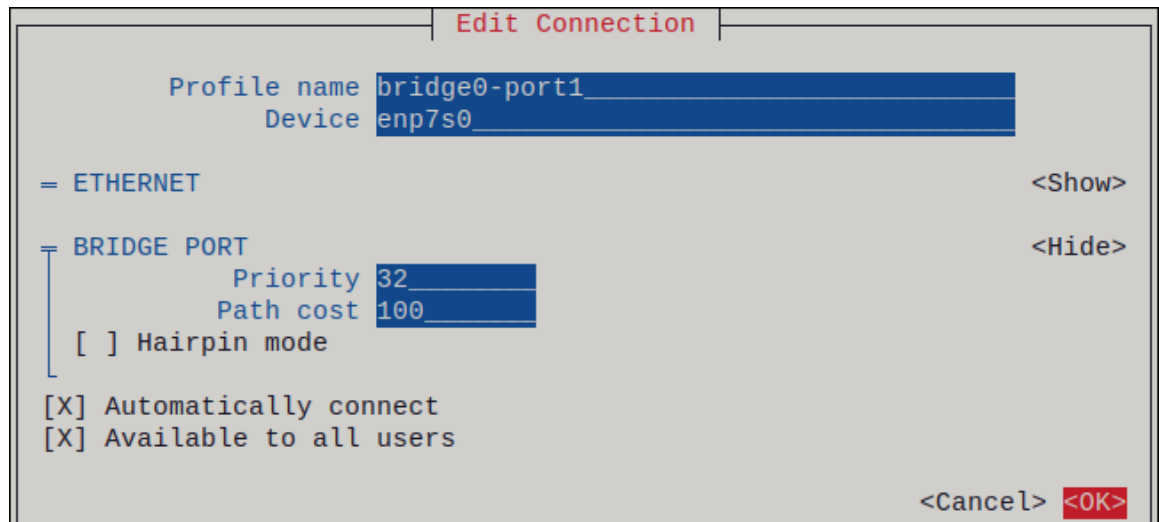 Edit Connection
Profile name bridge0-port1
Device enp7s0
= ETHERNET <Show>
BRIDGE PORT <Hide>
Priority 32
Path cost 100
[ ] Hairpin mode
[X] Automatically connect
[X] Available to all users
<Cancel> <OK>